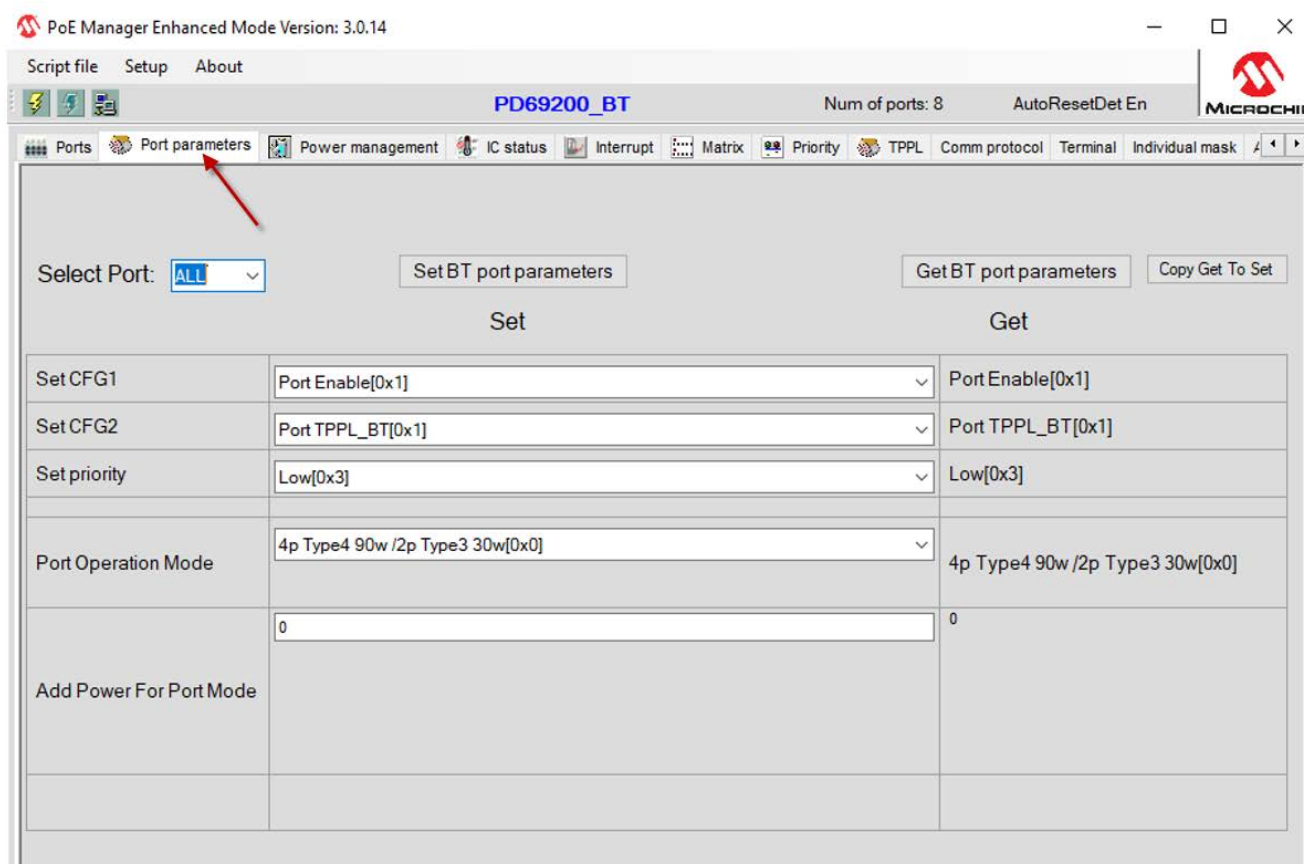 PoE Manager Enhanced Mode Version: 3.0.14
Script file Setup About
PD69200_BT Num of ports: 8 AutoResetDet En
MICROCHIP
Ports Port parameters Power management IC status Interrupt Matrix Priority TPPL Comm protocol Terminal Individual mask
Select Port: ALL Set BT port parameters Get BT port parameters Copy Get To Set
Set Get
Set CFG1 Port Enable[0x1] Port Enable[0x1]
Set CFG2 Port TPPL_BT[0x1] Port TPPL_BT[0x1]
Set priority Low[0x3] Low[0x3]
Port Operation Mode 4p Type4 90w /2p Type3 30w[0x0] 4p Type4 90w /2p Type3 30w[0x0]
Add Power For Port Mode 0 0